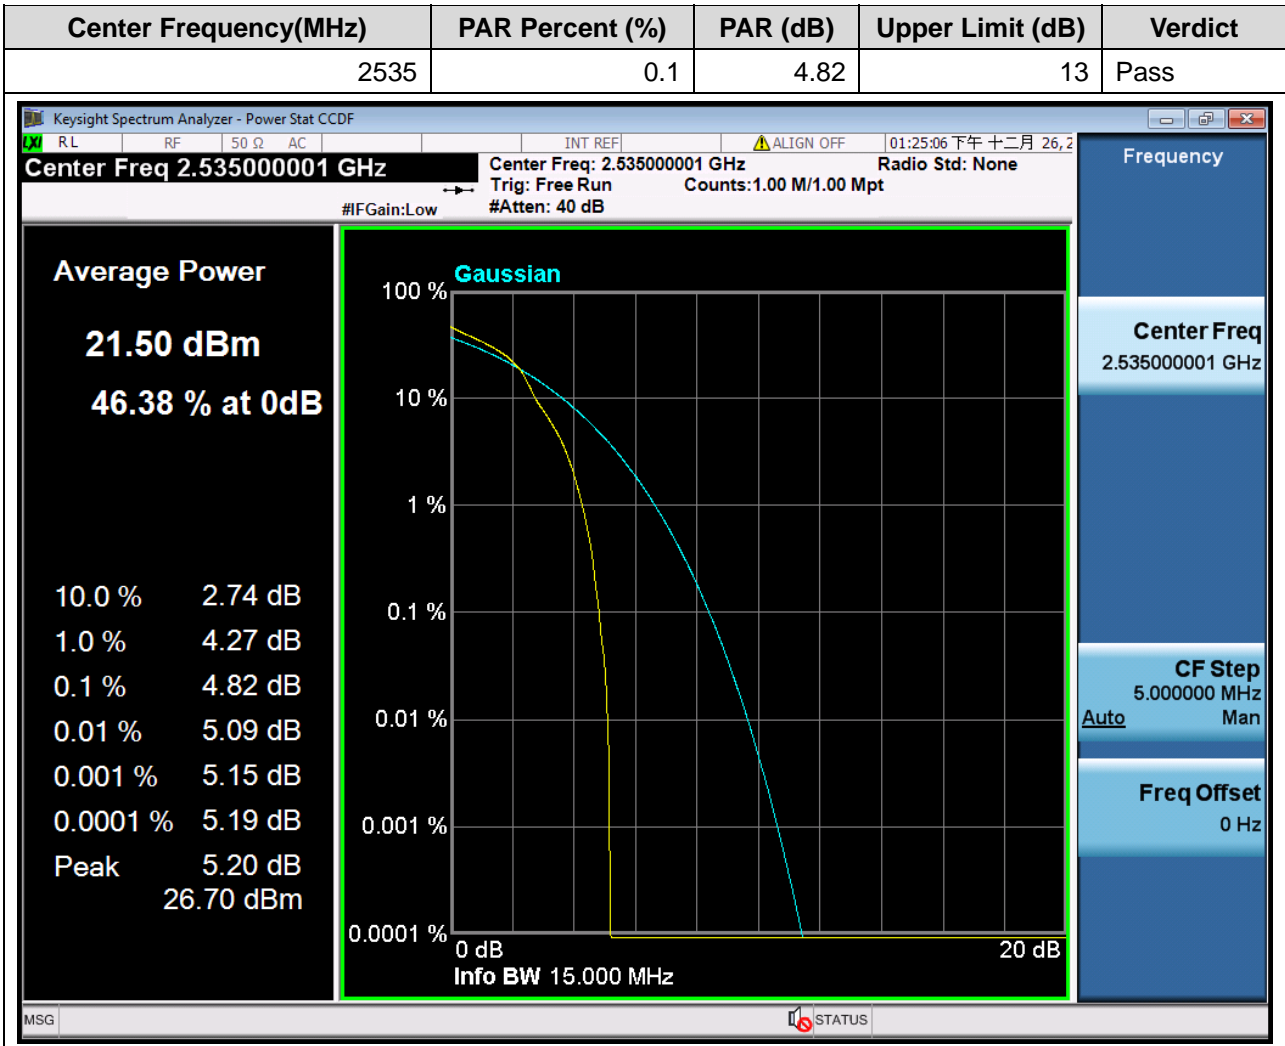 Center Frequency(MHz) PAR Percent (%) PAR (dB) Upper Limit (dB) Verdict
2535 0.1 4.82 13 Pass
Keysight Spectrum Analyzer - Power Stat CCDF
LXI RL RF 50 Ω AC INT REF ALIGN OFF 01:25:06 下午 十二月 26, 2
Center Freq 2.535000001 GHz
#IFGain:Low
Center Freq: 2.535000001 GHz Radio Std: None
Trig: Free Run Counts:1.00 M/1.00 Mpt
#Atten: 40 dB
Average Power
21.50 dBm
46.38 % at 0dB
10.0 % 2.74 dB
1.0 % 4.27 dB
0.1 % 4.82 dB
0.01 % 5.09 dB
0.001 % 5.15 dB
0.0001 % 5.19 dB
Peak 5.20 dB
26.70 dBm
Gaussian
100 %
10 %
1 %
0.1 %
0.01 %
0.001 %
0.0001 %
0 dB 20 dB
Info BW 15.000 MHz
Frequency
Center Freq
2.535000001 GHz
CF Step
5.000000 MHz
Auto Man
Freq Offset
0 Hz
MSG STATUS